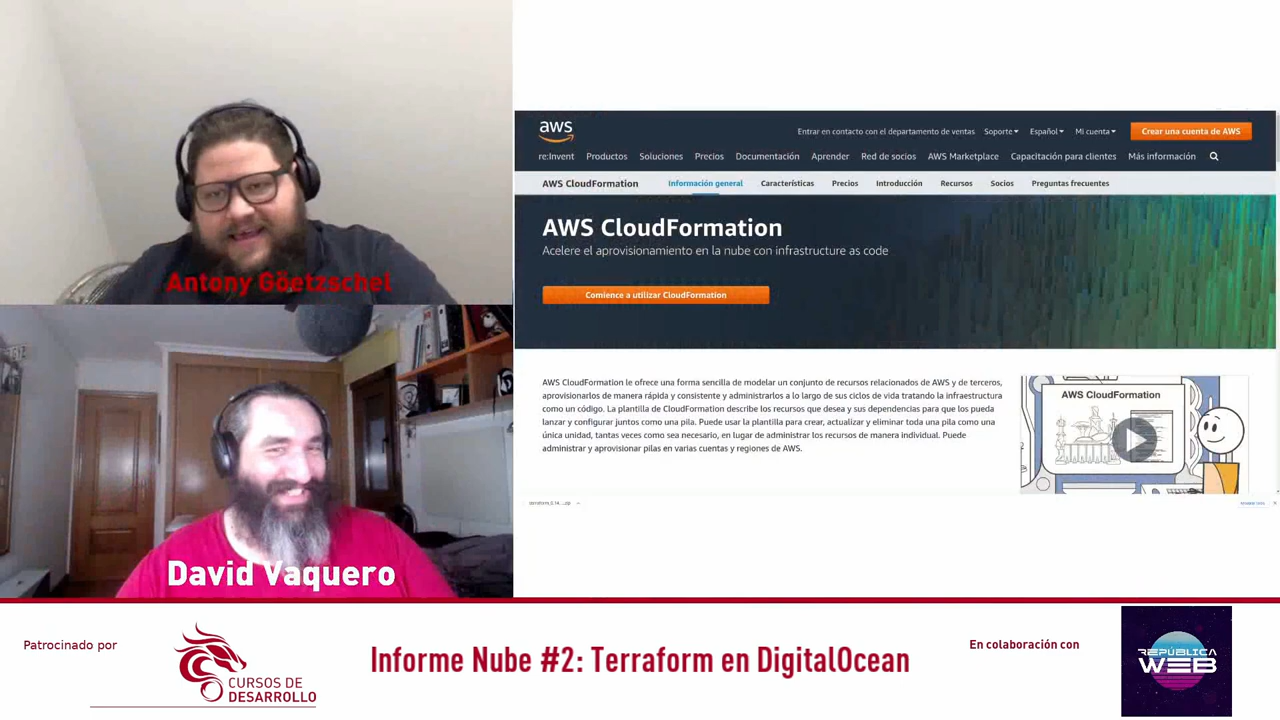 Antony Göetzschel
David Vaquero
aws
Entrar en contacto con el departamento de ventas Soporte Español Mi cuenta Crear una cuenta de AWS
re:Invent Productos Soluciones Precios Documentación Aprender Red de socios AWS Marketplace Capacitación para clientes Más información
AWS CloudFormation Información general Características Precios Introducción Recursos Socios Preguntas frecuentes
AWS CloudFormation
Acelere el aprovisionamiento en la nube con infrastructure as code
Comience a utilizar CloudFormation
AWS CloudFormation le ofrece una forma sencilla de modelar un conjunto de recursos relacionados de AWS y de terceros,
aprovisionarlos de manera rápida y consistente y administrarlos a lo largo de sus ciclos de vida tratando la infraestructura
como un código. La plantilla de CloudFormation describe los recursos que desea y sus dependencias para que los pueda
lanzar y configurar juntos como una pila. Puede usar la plantilla para crear, actualizar y eliminar toda una pila como una
única unidad, tantas veces como sea necesario, en lugar de administrar los recursos de manera individual. Puede
administrar y aprovisionar pilas en varias cuentas y regiones de AWS.
AWS CloudFormation
Patrocinado por
CURSOS DE
DESARROLLO
Informe Nube #2: Terraform en DigitalOcean
En colaboración con
REPÚBLICA
WEB